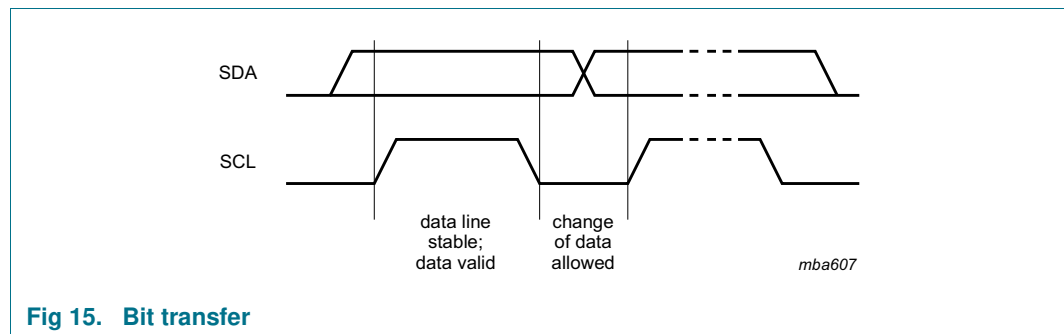 SDA
SCL
data line
stable;
data valid
change
of data
allowed
mba607
Fig 15. Bit transfer